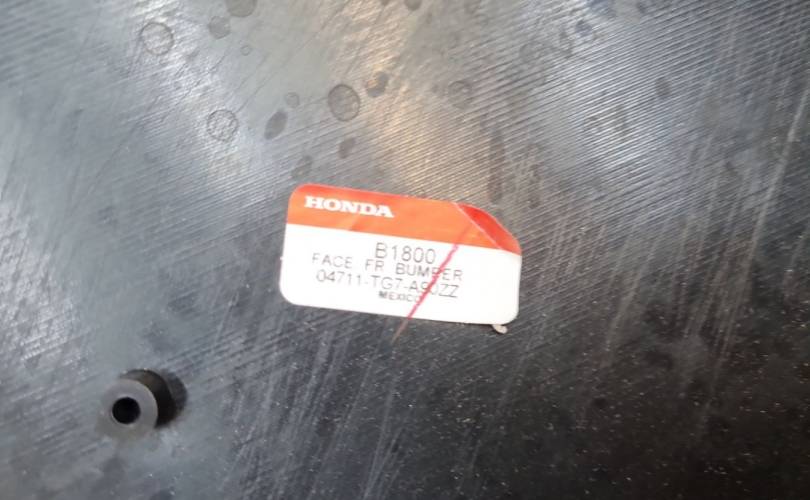 HONDA
B1800
FACE FR BUMPER
04711-TG7-A90ZZ
MEXICO